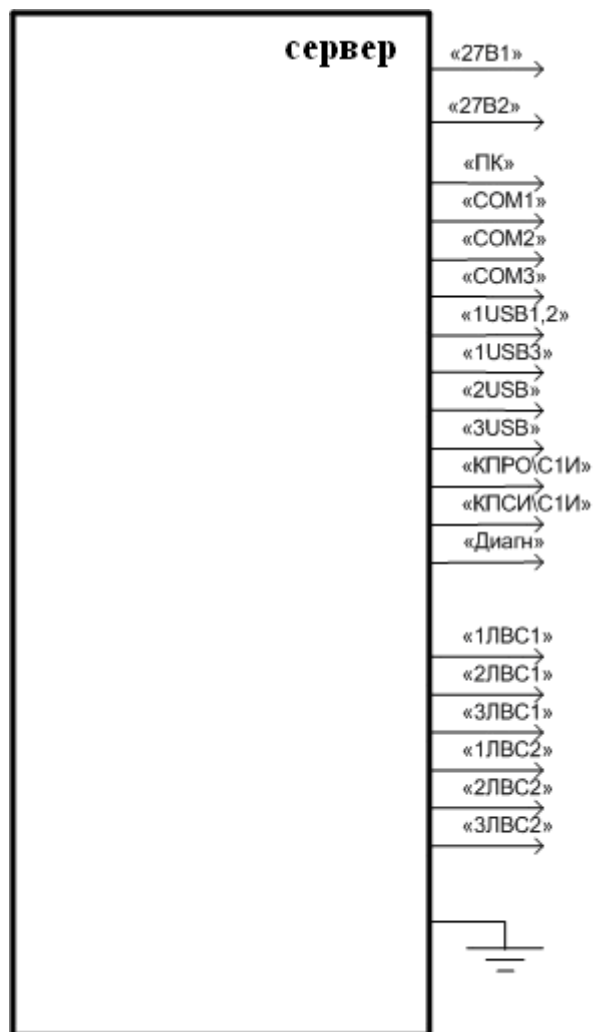 сервер
«27В1»
«27В2»
«ПК»
«COM1»
«COM2»
«COM3»
«1USB1,2»
«1USB3»
«2USB»
«3USB»
«КПРО\С1И»
«КПСИ\С1И»
«Диагн»
«1ЛВС1»
«2ЛВС1»
«3ЛВС1»
«1ЛВС2»
«2ЛВС2»
«3ЛВС2»